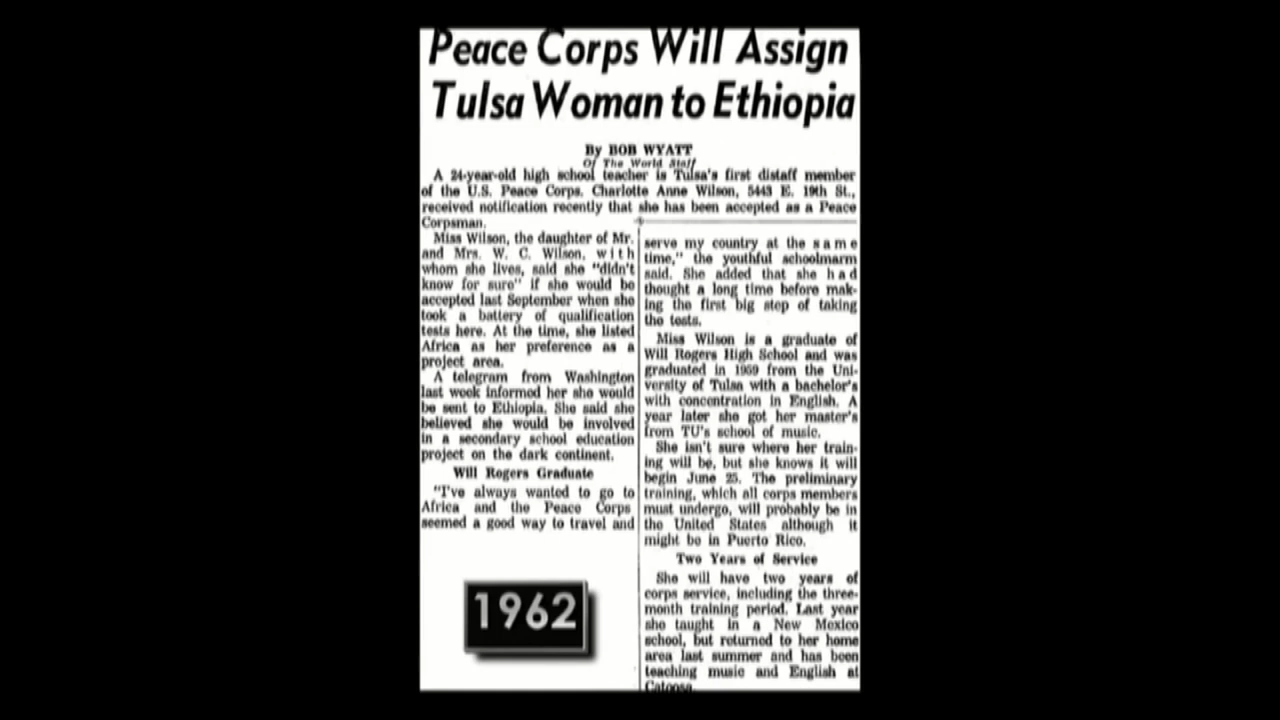 Peace Corps Will Assign
Tulsa Woman to Ethiopia
By BOB WYATT
Of The World Staff
A 24-year-old high school teacher is Tulsa's first distaff member
of the U.S. Peace Corps. Charlotte Anne Wilson, 5443 E. 19th St.,
received notification recently that she has been accepted as a Peace
Corpsman.
Miss Wilson, the daughter of Mr.
and Mrs. W. C. Wilson, with
whom she lives, said she "didn't
know for sure" if she would be
accepted last September when she
took a battery of qualification
tests here. At the time, she listed
Africa as her preference as a
project area.
A telegram from Washington
last week informed her she would
be sent to Ethiopia. She said she
believed she would be involved
in a secondary school education
project on the dark continent.
Will Rogers Graduate
"I've always wanted to go to
Africa and the Peace Corps
seemed a good way to travel and
serve my country at the same
time," the youthful schoolmarm
said. She added that she had
thought a long time before mak-
ing the first big step of taking
the tests.
Miss Wilson is a graduate of
Will Rogers High School and was
graduated in 1959 from the Uni-
versity of Tulsa with a bachelor's
with concentration in English. A
year later she got her master's
from TU's school of music.
She isn't sure where her train-
ing will be, but she knows it will
begin June 25. The preliminary
training, which all corps members
must undergo, will probably be in
the United States although it
might be in Puerto Rico.
Two Years of Service
She will have two years of
corps service, including the three-
month training period. Last year
she taught in a New Mexico
school, but returned to her home
area last summer and has been
teaching music and English at
Catoosa.
1962